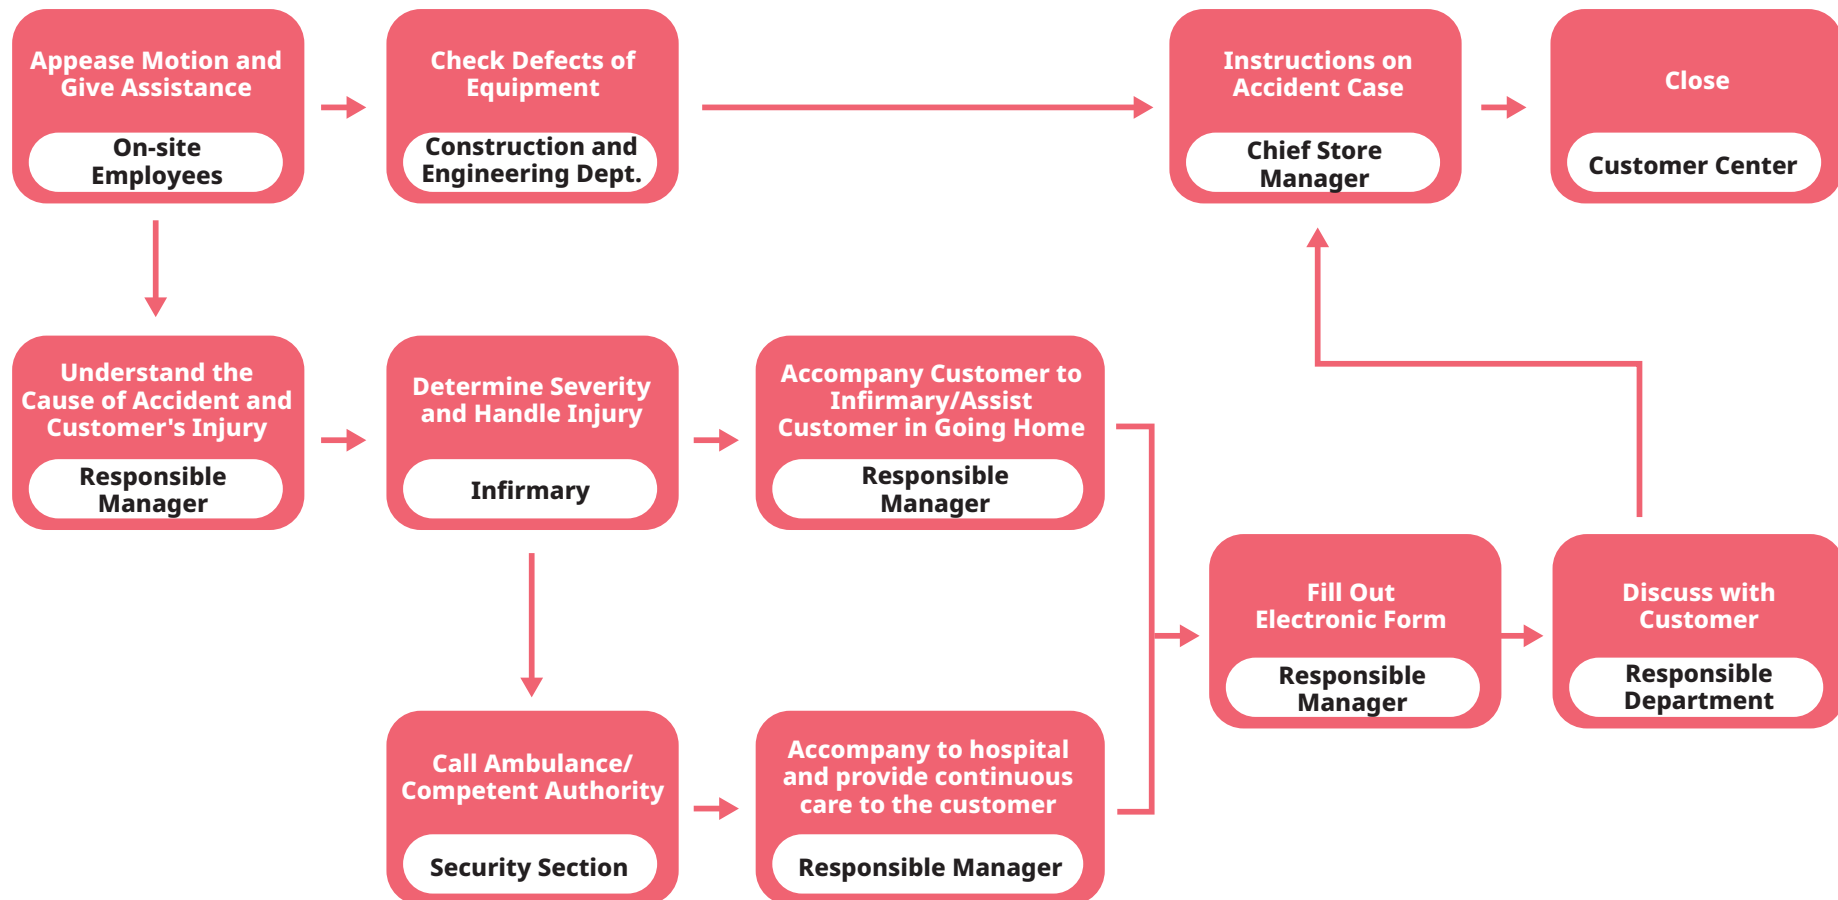 Appease Motion and
Give Assistance
On-site
Employees
Check Defects of
Equipment
Construction and
Engineering Dept.
Instructions on
Accident Case
Chief Store
Manager
Close
Customer Center
Understand the
Cause of Accident and
Customer's Injury
Responsible
Manager
Determine Severity
and Handle Injury
Infirmary
Accompany Customer to
Infirmary/Assist
Customer in Going Home
Responsible
Manager
Fill Out
Electronic Form
Responsible
Manager
Discuss with
Customer
Responsible
Department
Call Ambulance/
Competent Authority
Security Section
Accompany to hospital
and provide continuous
care to the customer
Responsible Manager